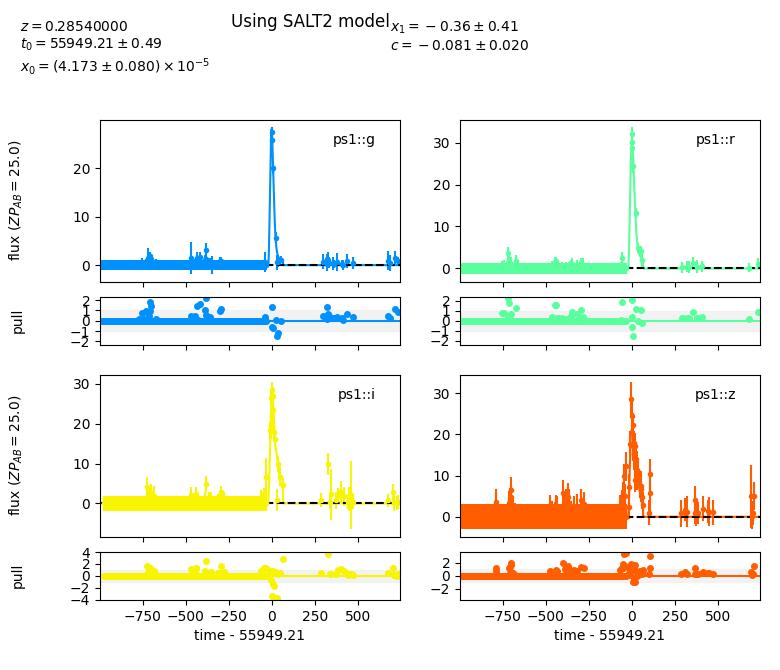 Using SALT2 model
z = 0.28540000
t₀ = 55949.21 ± 0.49
x₀ = (4.173 ± 0.080) × 10⁻⁵
x₁ = −0.36 ± 0.41
c = −0.081 ± 0.020
flux (ZP_AB = 25.0)
ps1::g
20
10
0
ps1::r
30
20
10
0
pull
2
1
0
−1
−2
2
1
0
−1
−2
flux (ZP_AB = 25.0)
ps1::i
30
20
10
0
ps1::z
30
20
10
0
pull
4
2
0
−2
−4
2
0
−2
−750 −500 −250 0 250 500
time - 55949.21
−750 −500 −250 0 250 500
time - 55949.21